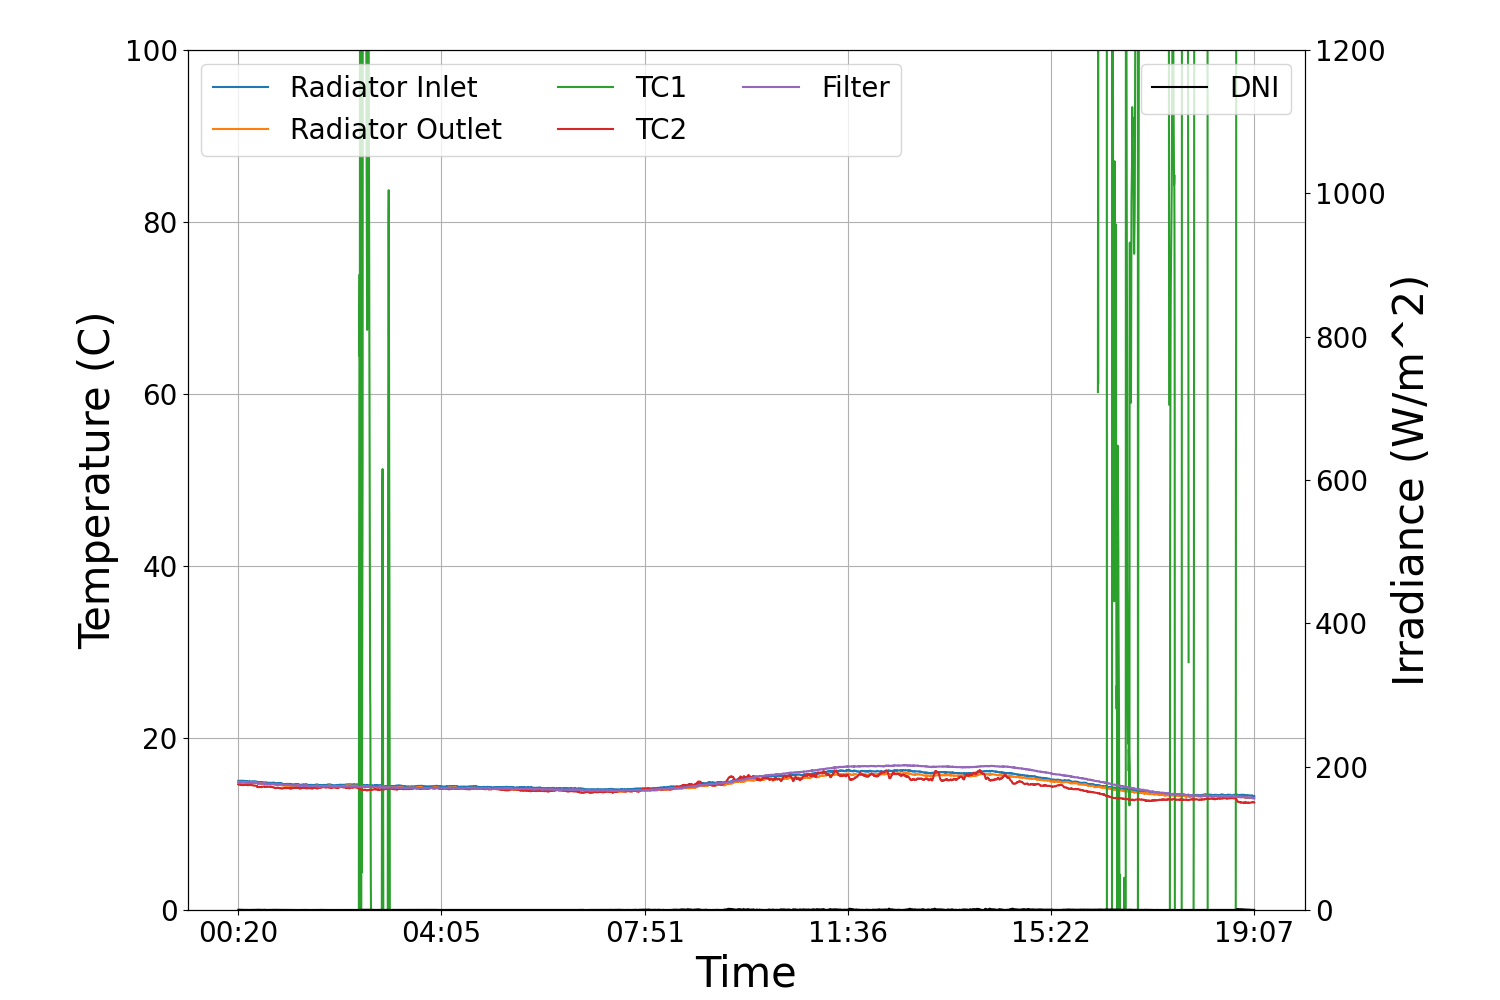 100
80
60
40
20
0
Temperature (C)
Radiator Inlet
Radiator Outlet
TC1
TC2
Filter
DNI
1200
1000
800
600
400
200
0
Irradiance (W/m^2)
00:20 04:05 07:51 11:36 15:22 19:07
Time